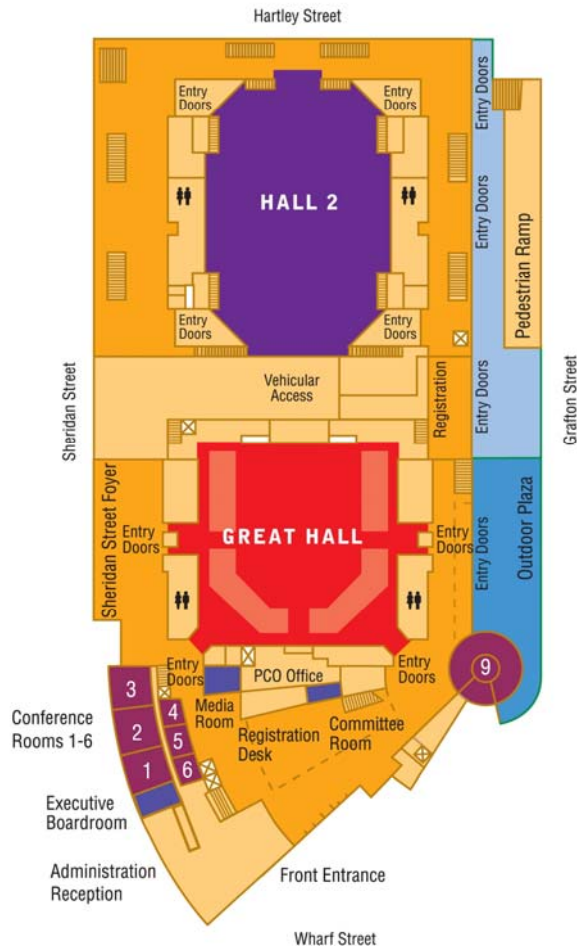 Hartley Street
Entry
Doors
Entry
Doors
Entry Doors
HALL 2
Entry Doors
Pedestrian Ramp
Entry
Doors
Entry
Doors
Sheridan Street
Vehicular
Access
Registration
Entry Doors
Grafton Street
Sheridan Street Foyer
Entry
Doors
GREAT HALL
Entry
Doors
Entry Doors
Outdoor Plaza
Entry
Doors
PCO Office
Entry
Doors
9
3
4
Media
Room
Conference
Rooms 1-6
2
5
Registration
Desk
Committee
Room
1
6
Executive
Boardroom
Administration
Reception
Front Entrance
Wharf Street